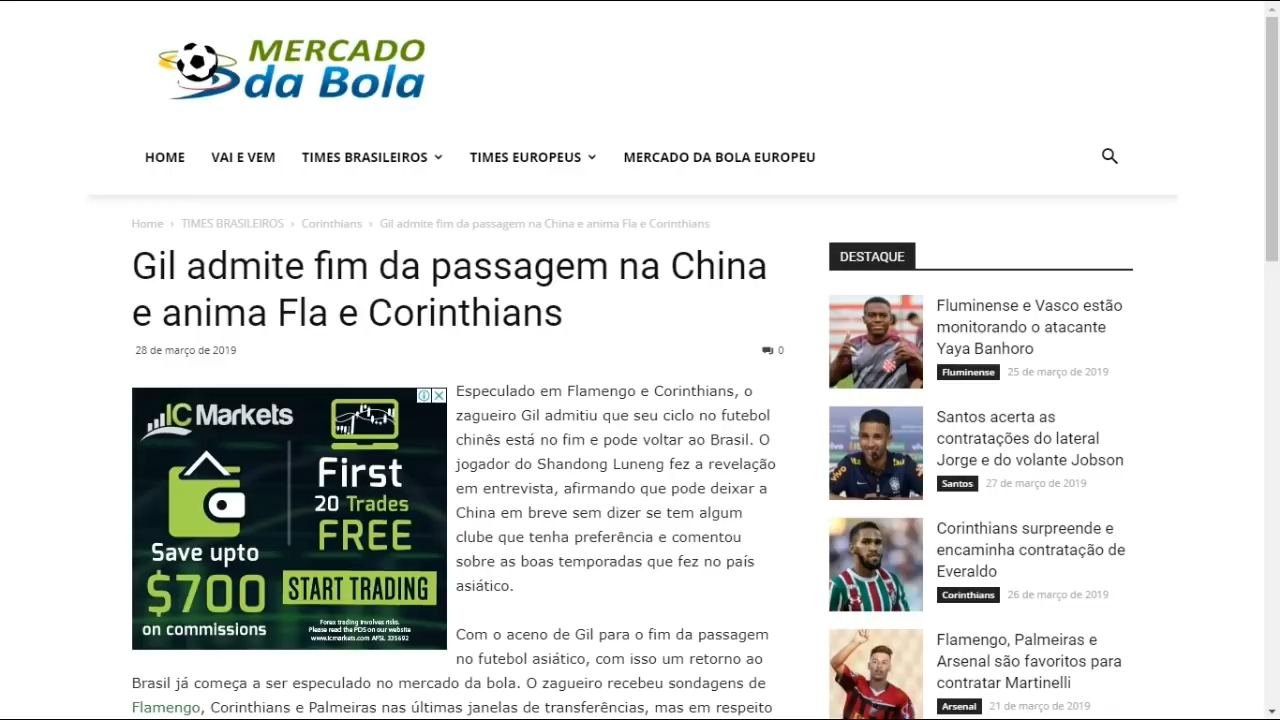 MERCADO
da Bola
HOME
VAI E VEM
TIMES BRASILEIROS
TIMES EUROPEUS
MERCADO DA BOLA EUROPEU
Home › TIMES BRASILEIROS › Corinthians › Gil admite fim da passagem na China e anima Fla e Corinthians
Gil admite fim da passagem na China
e anima Fla e Corinthians
28 de março de 2019
0
IC Markets
Save upto
$700
on commissions
First
20 Trades
FREE
START TRADING
Forex trading involves risks.
Please read the PDS on our website
www.icmarkets.com AFSL 335692
Especulado em Flamengo e Corinthians, o
zagueiro Gil admitiu que seu ciclo no futebol
chinês está no fim e pode voltar ao Brasil. O
jogador do Shandong Luneng fez a revelação
em entrevista, afirmando que pode deixar a
China em breve sem dizer se tem algum
clube que tenha preferência e comentou
sobre as boas temporadas que fez no país
asiático.
Com o aceno de Gil para o fim da passagem
no futebol asiático, com isso um retorno ao
Brasil já começa a ser especulado no mercado da bola. O zagueiro recebeu sondagens de
Flamengo, Corinthians e Palmeiras nas últimas janelas de transferências, mas em respeito
DESTAQUE
Fluminense e Vasco estão
monitorando o atacante
Yaya Banhoro
Fluminense 25 de março de 2019
Santos acerta as
contratações do lateral
Jorge e do volante Jobson
Santos 27 de março de 2019
Corinthians surpreende e
encaminha contratação de
Everaldo
Corinthians 26 de março de 2019
Flamengo, Palmeiras e
Arsenal são favoritos para
contratar Martinelli
Arsenal 21 de março de 2019